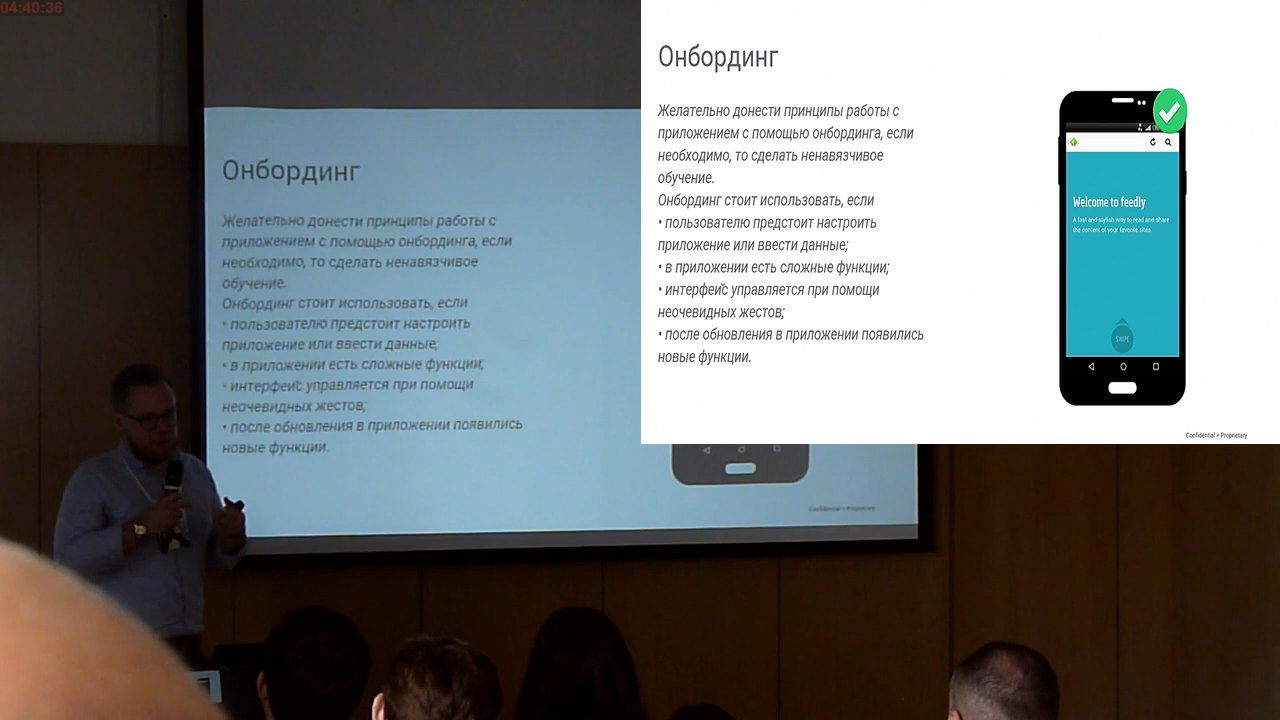 04:40:36
Онбординг
Желательно донести принципы работы с
приложением с помощью онбординга, если
необходимо, то сделать ненавязчивое
обучение.
Онбординг стоит использовать, если
• пользователю предстоит настроить
приложение или ввести данные;
• в приложении есть сложные функции;
• интерфейс управляется при помощи
неочевидных жестов;
• после обновления в приложении появились
новые функции.
Confidential + Proprietary
Онбординг
Желательно донести принципы работы с
приложением с помощью онбординга, если
необходимо, то сделать ненавязчивое
обучение.
Онбординг стоит использовать, если
• пользователю предстоит настроить
приложение или ввести данные;
• в приложении есть сложные функции;
• интерфейс управляется при помощи
неочевидных жестов;
• после обновления в приложении появились
новые функции.
Welcome to feedly
A fast and stylish way to read and share
the content of your favorite sites.
SWIPE
Confidential + Proprietary